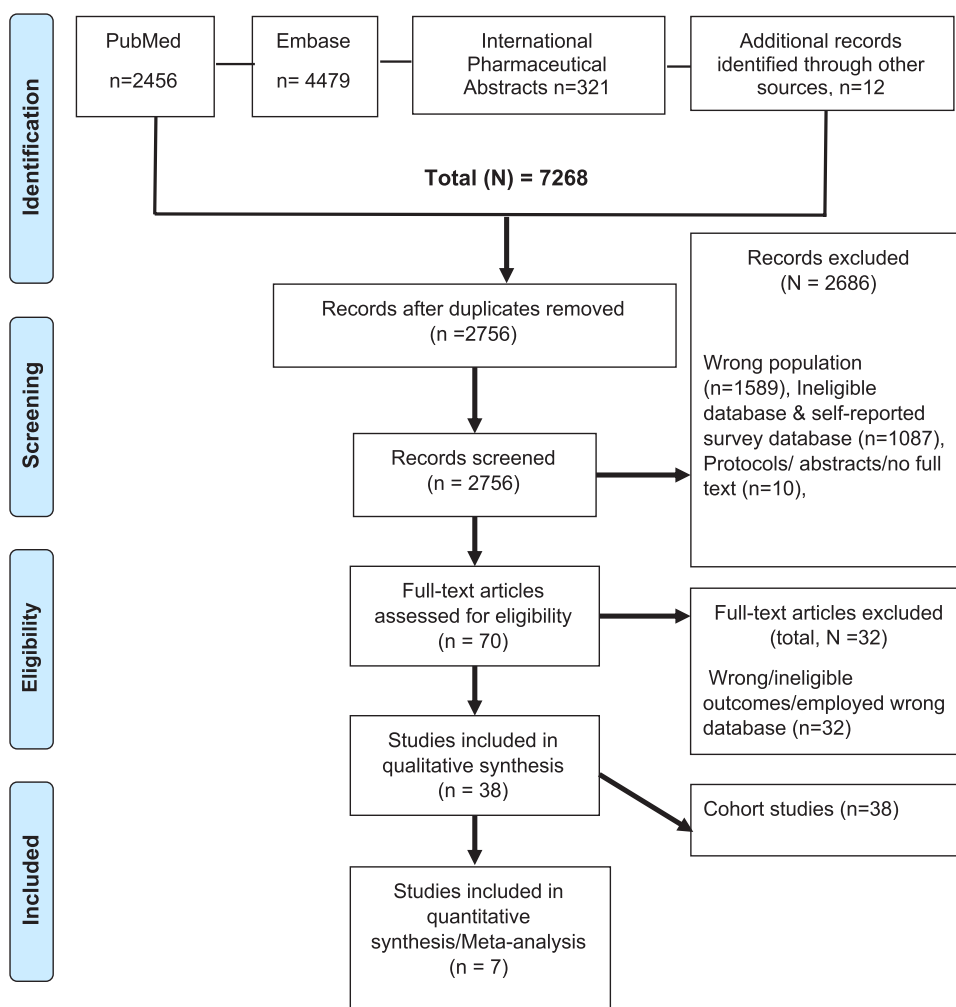 Identification
PubMed
n=2456
Embase
n= 4479
International
Pharmaceutical
Abstracts n=321
Additional records
identified through other
sources, n=12
Total (N) = 7268
Records after duplicates removed
(n =2756)
Records excluded
(N = 2686)
Wrong population
(n=1589), Ineligible
database & self-reported
survey database (n=1087),
Protocols/ abstracts/no full
text (n=10),
Screening
Records screened
(n = 2756)
Eligibility
Full-text articles
assessed for eligibility
(n = 70)
Full-text articles excluded
(total, N =32)
Wrong/ineligible
outcomes/employed wrong
database (n=32)
Studies included in
qualitative synthesis
(n = 38)
Cohort studies (n=38)
Included
Studies included in
quantitative
synthesis/Meta-analysis
(n = 7)